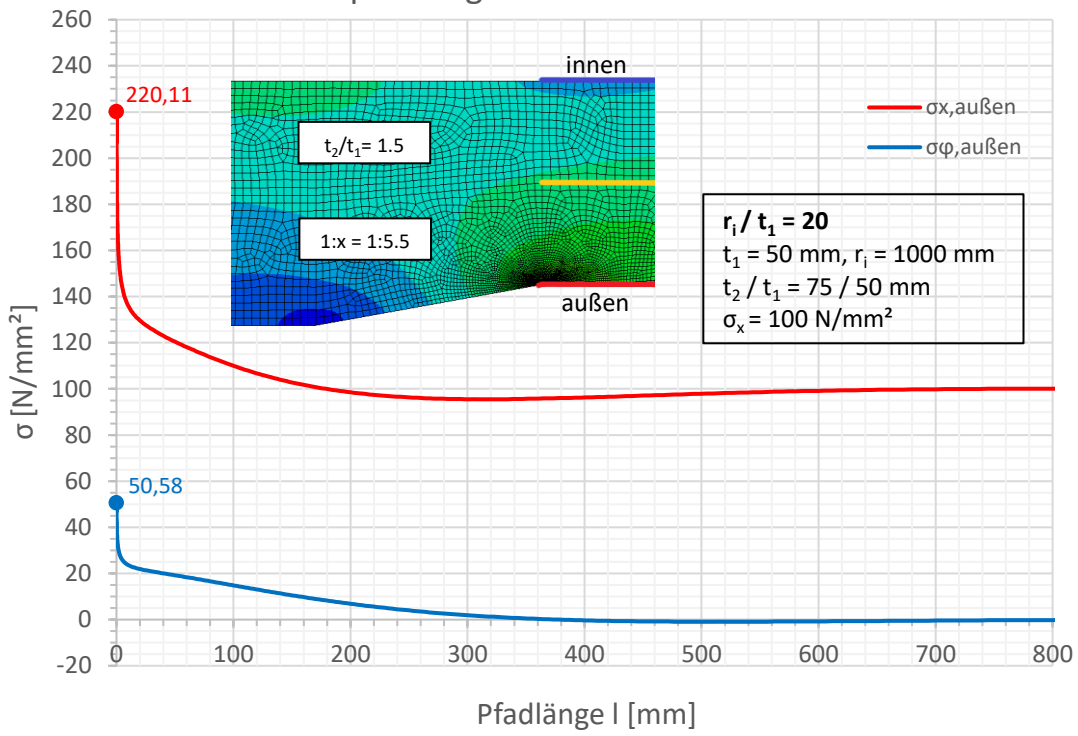 260
240
220
200
180
160
140
120
100
80
60
40
20
0
-20
σ [N/mm²]
220,11
50,58
innen
t₂/t₁= 1.5
1:x = 1:5.5
außen
σx,außen
σφ,außen
rᵢ / t₁ = 20
t₁ = 50 mm, rᵢ = 1000 mm
t₂ / t₁ = 75 / 50 mm
σₓ = 100 N/mm²
0 100 200 300 400 500 600 700 800
Pfadlänge l [mm]